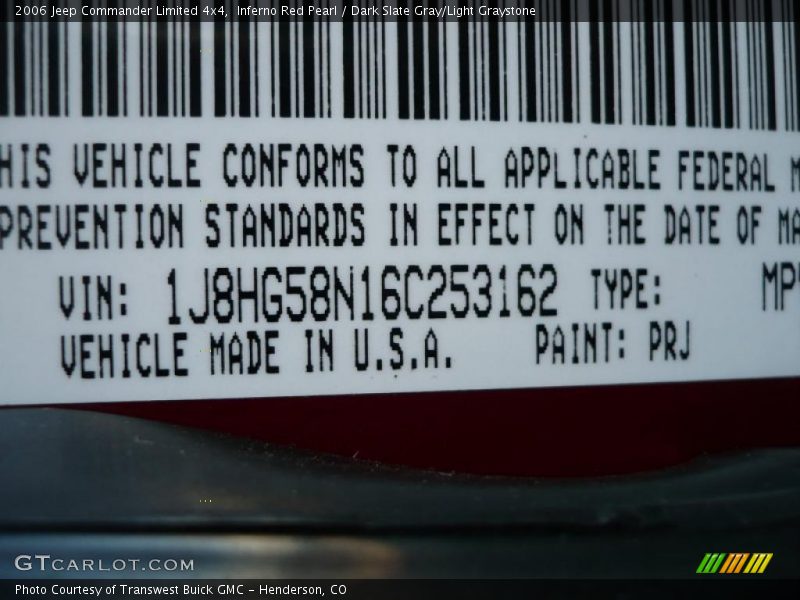 2006 Jeep Commander Limited 4x4, Inferno Red Pearl / Dark Slate Gray/Light Graystone
HIS VEHICLE CONFORMS TO ALL APPLICABLE FEDERAL M
PREVENTION STANDARDS IN EFFECT ON THE DATE OF MA
VIN: 1J8HG58N16C253162 TYPE: MP
VEHICLE MADE IN U.S.A. PAINT: PRJ
GTCARLOT.COM
Photo Courtesy of Transwest Buick GMC - Henderson, CO